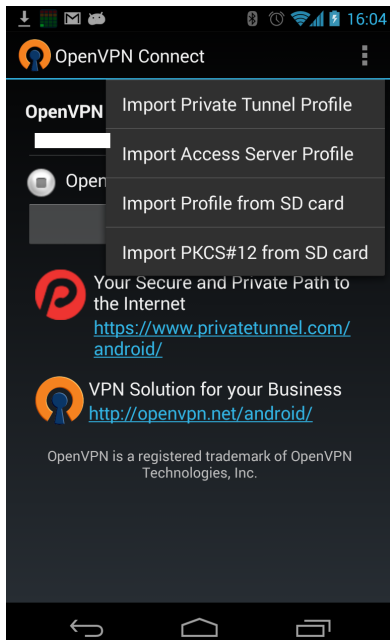 16:04
OpenVPN Connect
Import Private Tunnel Profile
OpenVPN
Import Access Server Profile
Open
Import Profile from SD card
Import PKCS#12 from SD card
Your Secure and Private Path to
the Internet
https://www.privatetunnel.com/
android/
VPN Solution for your Business
http://openvpn.net/android/
OpenVPN is a registered trademark of OpenVPN
Technologies, Inc.